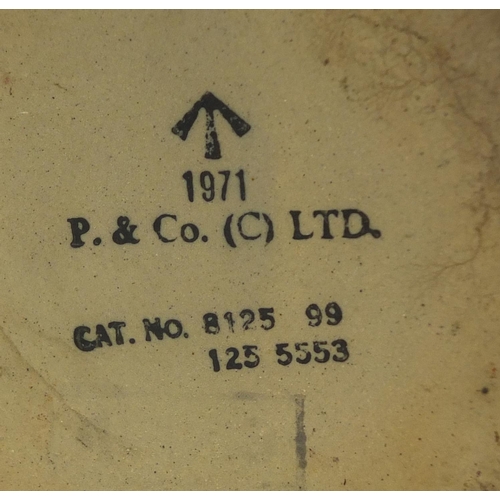 1971
P. & Co. (C) LTD.
CAT. NO. 8125 99
125 5553